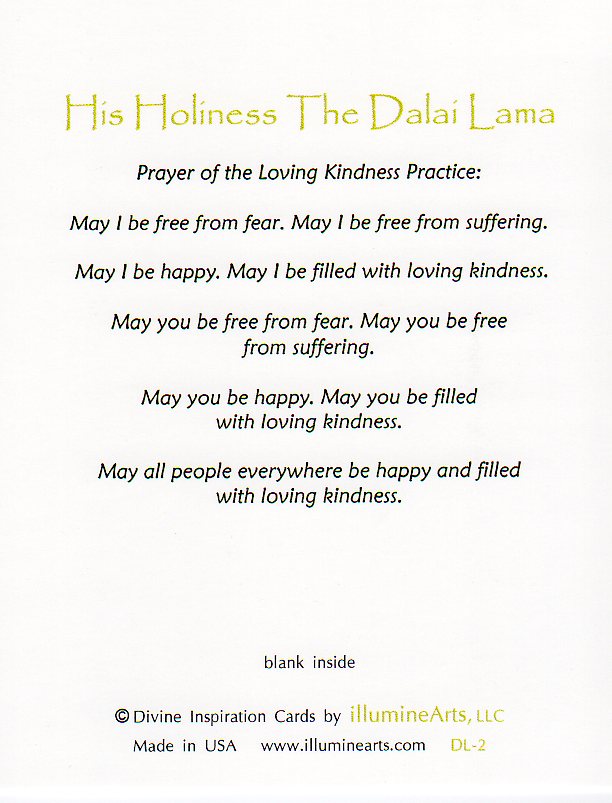 His Holiness The Dalai Lama
Prayer of the Loving Kindness Practice:
May I be free from fear. May I be free from suffering.
May I be happy. May I be filled with loving kindness.
May you be free from fear. May you be free
from suffering.
May you be happy. May you be filled
with loving kindness.
May all people everywhere be happy and filled
with loving kindness.
blank inside
© Divine Inspiration Cards by illumineArts, LLC
Made in USA www.illuminearts.com DL-2